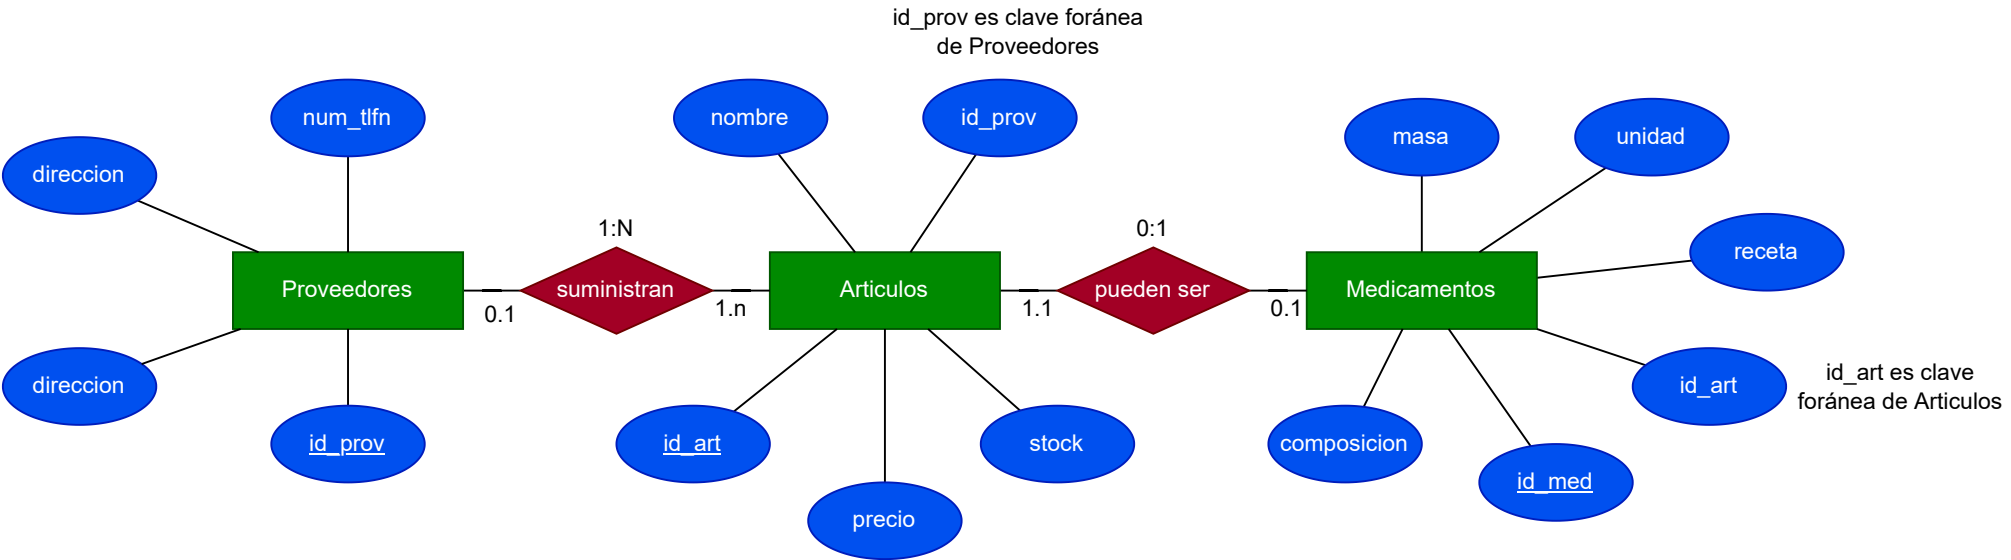 id_prov es clave foránea
de Proveedores
num_tlfn
nombre
id_prov
masa
unidad
direccion
1:N
0:1
receta
Proveedores
suministran
Articulos
pueden ser
Medicamentos
0.1
1.n
1.1
0.1
direccion
id_art
id_art es clave
foránea de Articulos
id_prov
id_art
stock
composicion
id_med
precio